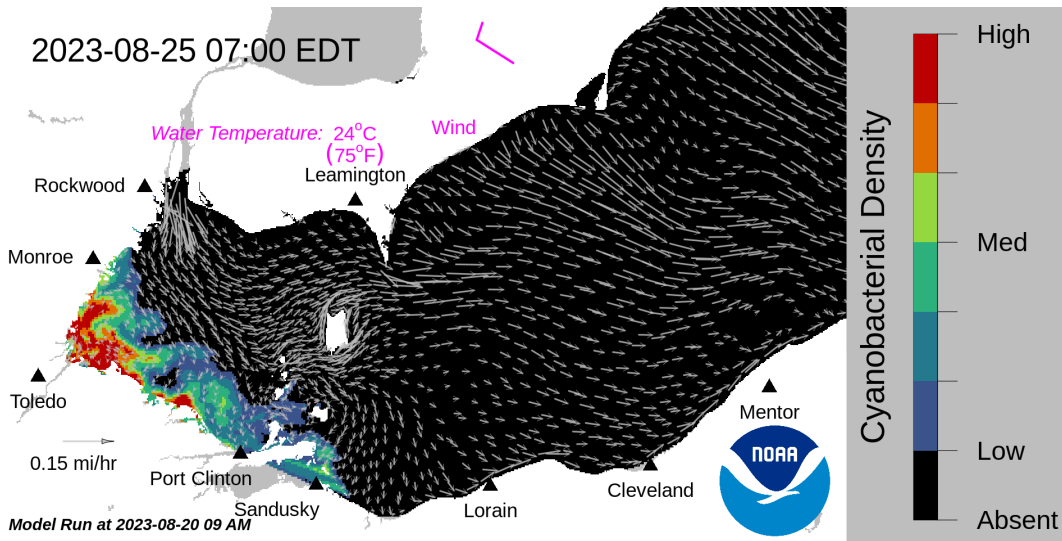 2023-08-25 07:00 EDT
Water Temperature: 24°C
(75°F)
Wind
Leamington
Rockwood
Monroe
Toledo
0.15 mi/hr
Port Clinton
Sandusky
Lorain
Cleveland
Mentor
NOAA
Model Run at 2023-08-20 09 AM
Cyanobacterial Density
High
Med
Low
Absent